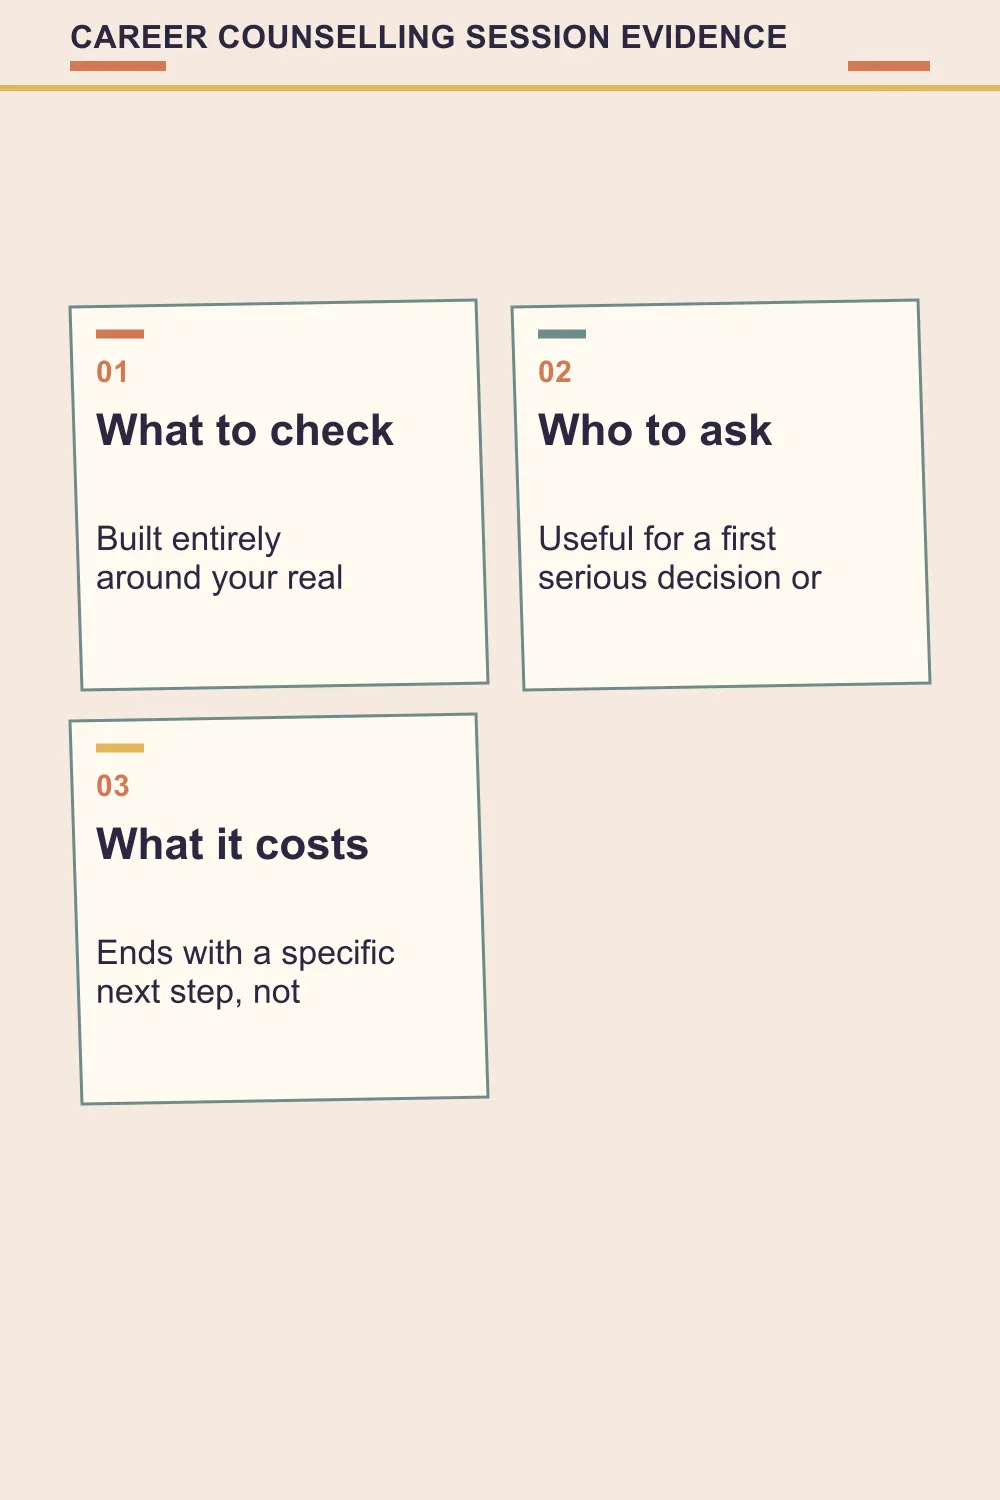 CAREER COUNSELLING SESSION EVIDENCE
01
What to check
Built entirely
around your real
02
Who to ask
Useful for a first
serious decision or
03
What it costs
Ends with a specific
next step, not